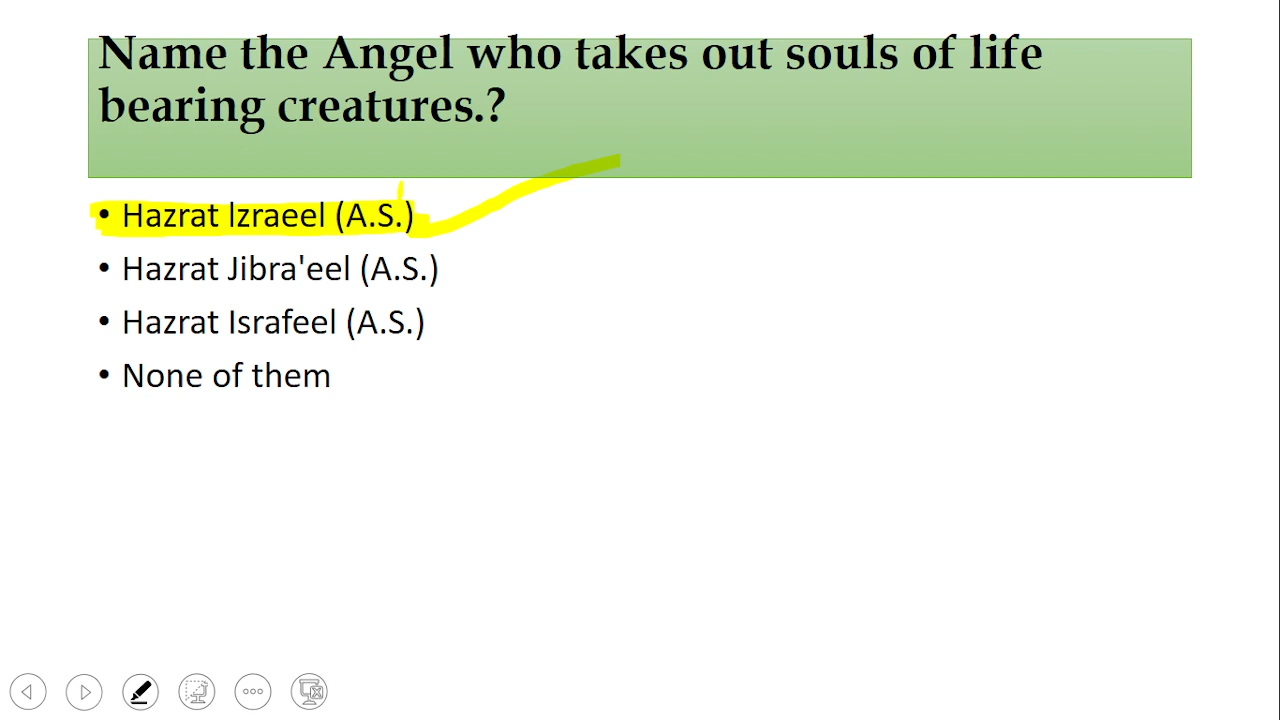 Name the Angel who takes out souls of life
bearing creatures.?
• Hazrat Izraeel (A.S.)
• Hazrat Jibra'eel (A.S.)
• Hazrat Israfeel (A.S.)
• None of them